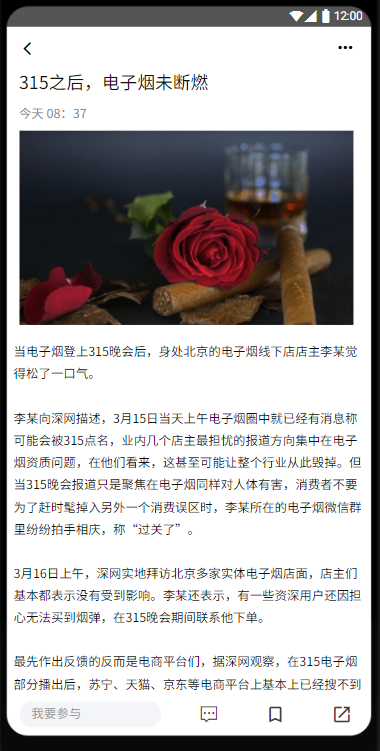 12:00
315之后，电子烟未断燃
今天 08：37
当电子烟登上315晚会后，身处北京的电子烟线下店店主李某觉
得松了一口气。
李某向深网描述，3月15日当天上午电子烟圈中就已经有消息称
可能会被315点名，业内几个店主最担忧的报道方向集中在电子
烟资质问题，在他们看来，这甚至可能让整个行业从此毁掉。但
当315晚会报道只是聚焦在电子烟同样对人体有害，消费者不要
为了赶时髦掉入另外一个消费误区时，李某所在的电子烟微信群
里纷纷拍手相庆，称“过关了”。
3月16日上午，深网实地拜访北京多家实体电子烟店面，店主们
基本都表示没有受到影响。李某还表示，有一些资深用户还因担
心无法买到烟弹，在315晚会期间联系他下单。
最先作出反馈的反而是电商平台们，据深网观察，在315电子烟
部分播出后，苏宁、天猫、京东等电商平台上基本上已经搜不到
我要参与